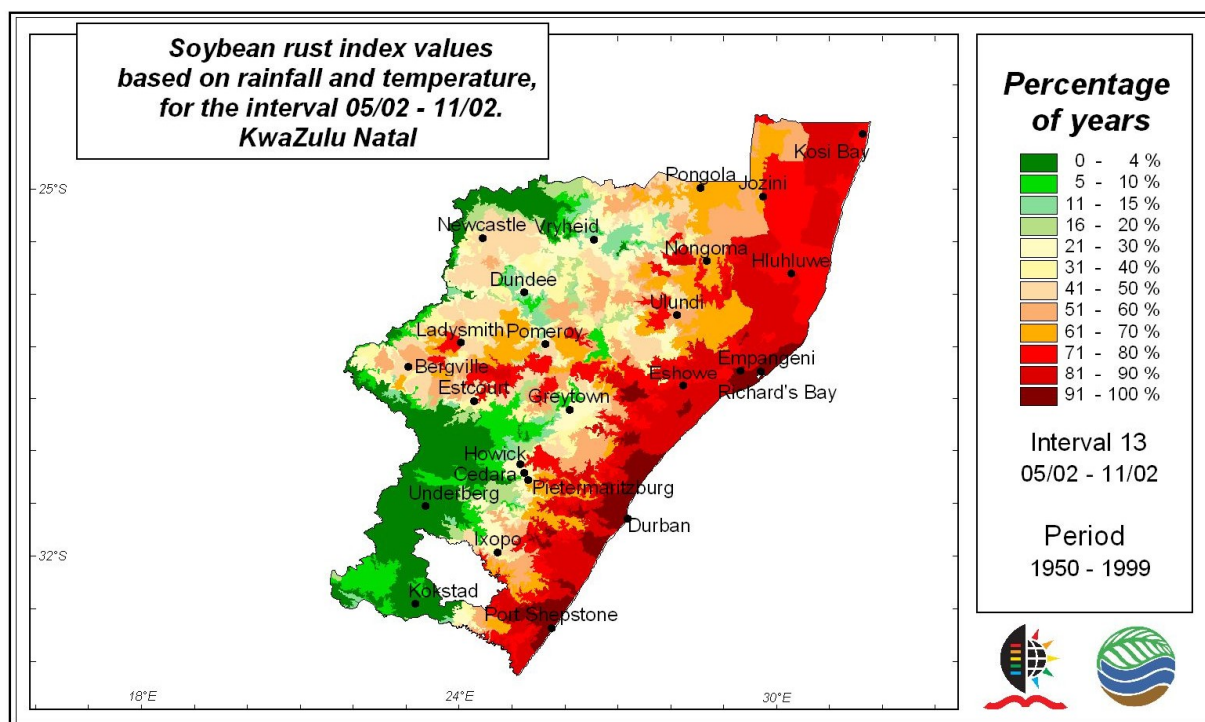 Soybean rust index values
based on rainfall and temperature,
for the interval 05/02 - 11/02.
KwaZulu Natal
Percentage
of years
0 - 4 %
5 - 10 %
11 - 15 %
16 - 20 %
21 - 30 %
31 - 40 %
41 - 50 %
51 - 60 %
61 - 70 %
71 - 80 %
81 - 90 %
91 - 100 %
Interval 13
05/02 - 11/02
Period
1950 - 1999
Kosi Bay
Pongola
Jozini
25°S
Newcastle
Vryheid
Nongoma
Hluhluwe
Dundee
Ulundi
Ladysmith
Pomeroy
Bergville
Empangeni
Eshowe
Estcourt
Richard's Bay
Greytown
Howick
Cedara
Pietermaritzburg
Underberg
Durban
Ixopo
32°S
Kokstad
Port Shepstone
18°E
24°E
30°E